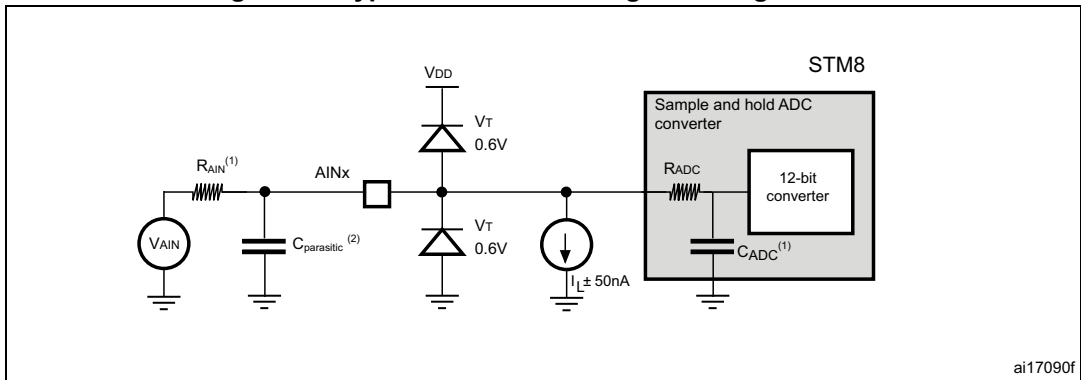 STM8
VDD
Sample and hold ADC
converter
VT
0.6V
RAIN(1)
AINx
RADC
12-bit
converter
VT
0.6V
VAIN
Cparasitic (2)
CADC(1)
IL± 50nA
ai17090f